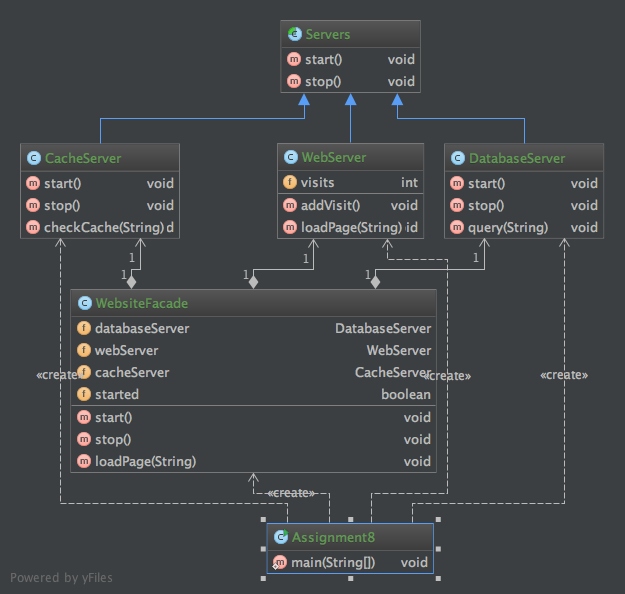 Servers
start() void
stop() void
CacheServer
start() void
stop() void
checkCache(String) d
WebServer
visits int
addVisit() void
loadPage(String) id
DatabaseServer
start() void
stop() void
query(String) void
1
1
1
1
1
1
WebsiteFacade
databaseServer DatabaseServer
webServer WebServer
cacheServer CacheServer
started boolean
start() void
stop() void
loadPage(String) void
«create»
«create»
«create»
«create»
Assignment8
main(String[]) void
Powered by yFiles